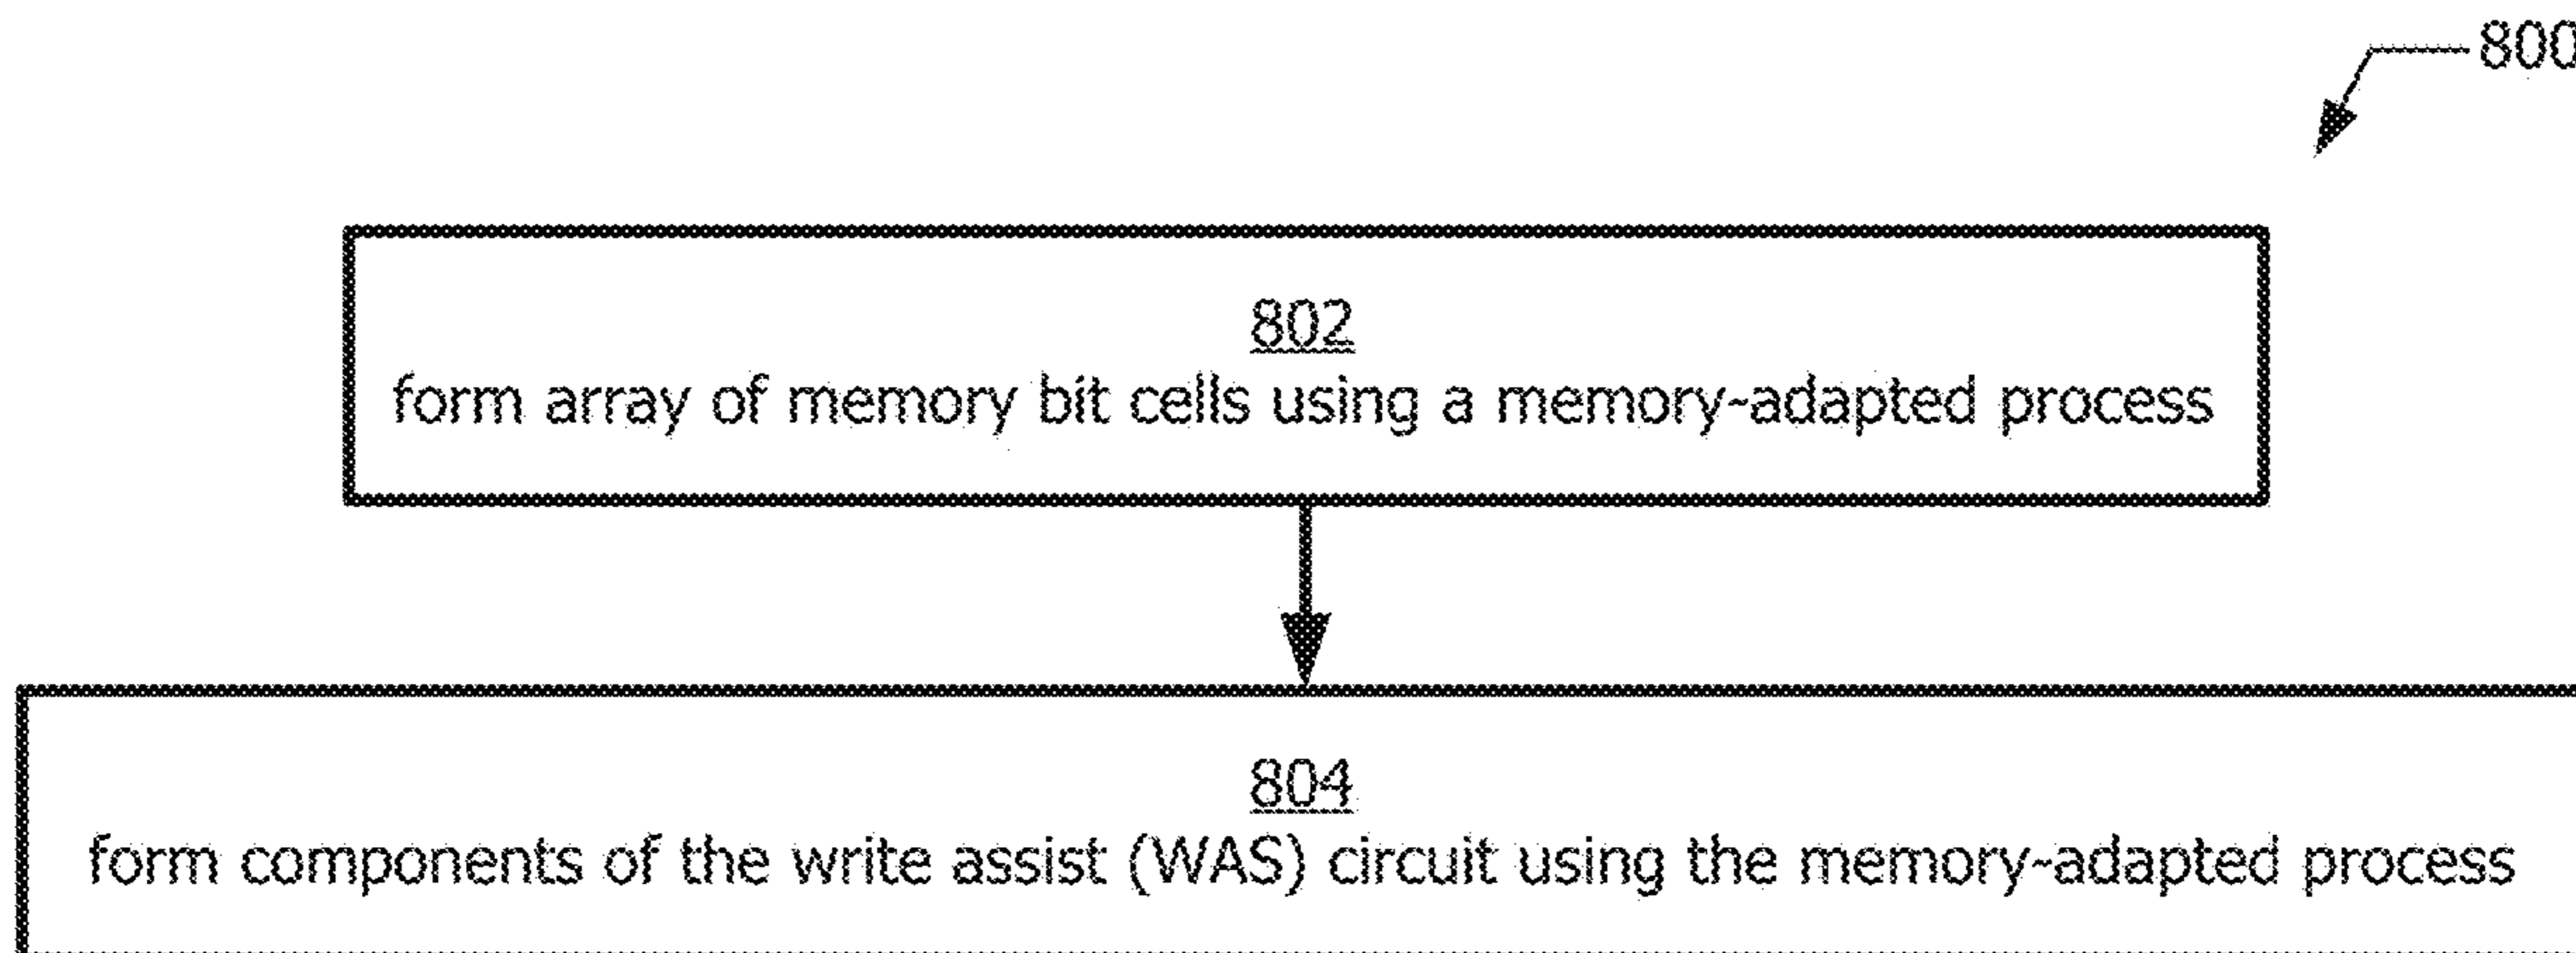 800
802
form array of memory bit cells using a memory-adapted process
804
form components of the write assist (WAS) circuit using the memory-adapted process